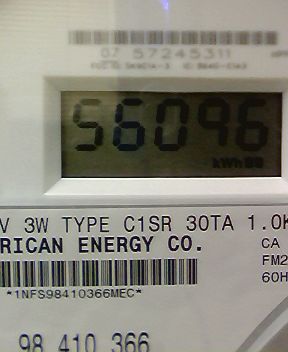 07 57245311
56096
kWh
V 3W TYPE C1SR 30TA 1.0K
RICAN ENERGY CO.
CA
FM2
60H
*1NFS98410366MEC*
98 410 366